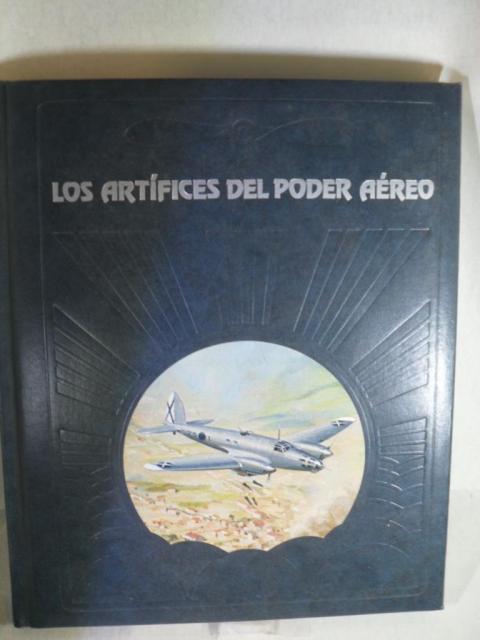 LOS ARTÍFICES DEL PODER AÉREO